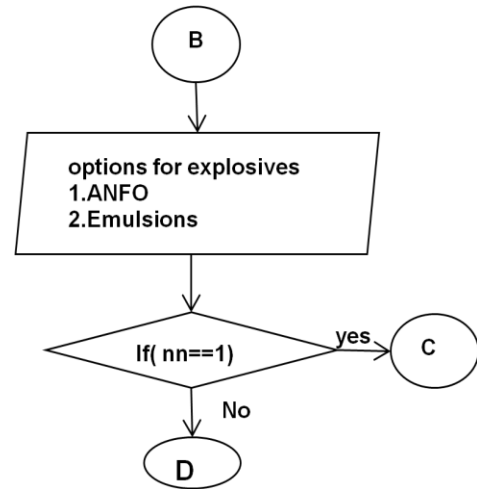 B
options for explosives
1.ANFO
2.Emulsions
If( nn==1)
yes
C
No
D